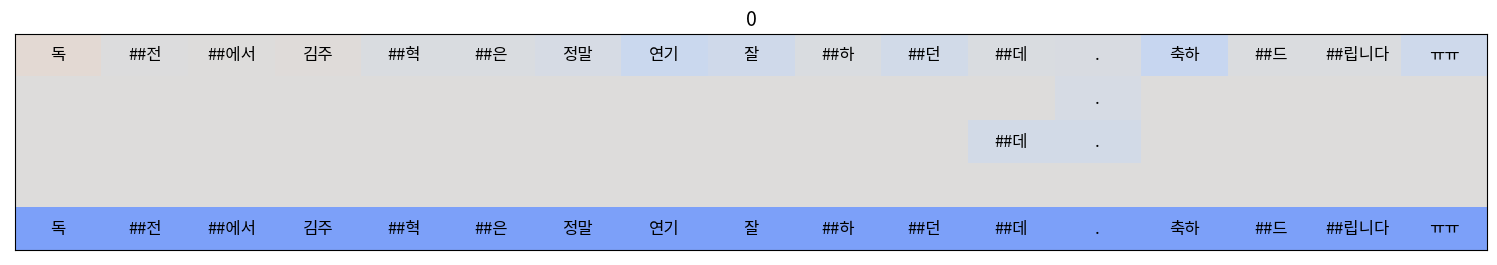 0
독 ##전 ##에서 김주 ##혁 ##은 정말 연기 잘 ##하 ##던 ##데 . 축하 ##드 ##립니다 ㅠㅠ
.
##데 .
독 ##전 ##에서 김주 ##혁 ##은 정말 연기 잘 ##하 ##던 ##데 . 축하 ##드 ##립니다 ㅠㅠ